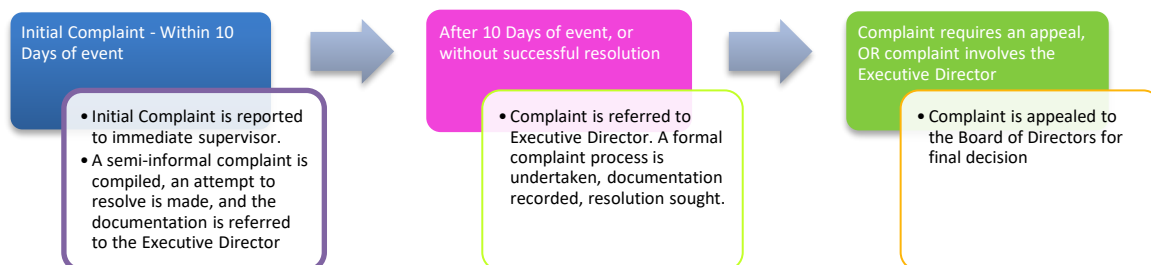 Initial Complaint - Within 10
Days of event
• Initial Complaint is reported
to immediate supervisor.
• A semi-informal complaint is
compiled, an attempt to
resolve is made, and the
documentation is referred
to the Executive Director
After 10 Days of event, or
without successful resolution
• Complaint is referred to
Executive Director. A formal
complaint process is
undertaken, documentation
recorded, resolution sought.
Complaint requires an appeal,
OR complaint involves the
Executive Director
• Complaint is appealed to
the Board of Directors for
final decision